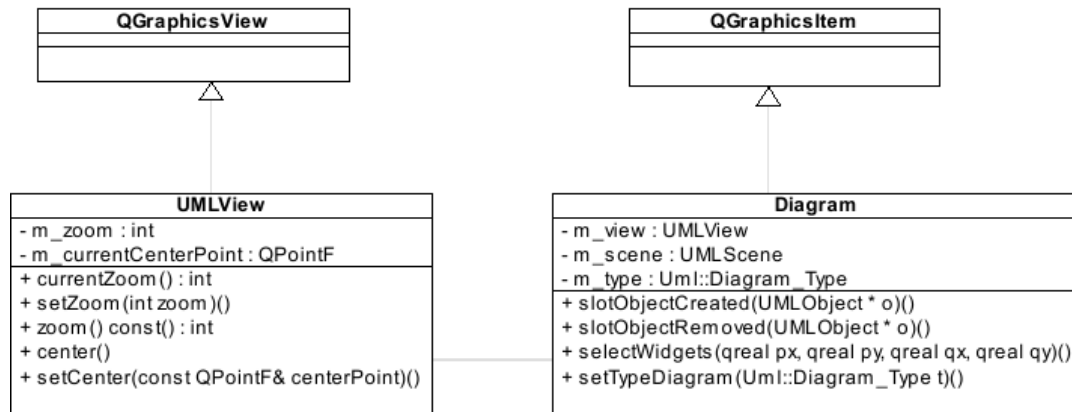 QGraphicsView
QGraphicsItem
UMLView
- m_zoom : int
- m_currentCenterPoint : QPointF
+ currentZoom() : int
+ setZoom(int zoom)()
+ zoom() const() : int
+ center()
+ setCenter(const QPointF& centerPoint)()
Diagram
- m_view : UMLView
- m_scene : UMLScene
- m_type : Uml::Diagram_Type
+ slotObjectCreated(UMLObject * o)()
+ slotObjectRemoved(UMLObject * o)()
+ selectWidgets(qreal px, qreal py, qreal qx, qreal qy)()
+ setTypeDiagram(Uml::Diagram_Type t)()